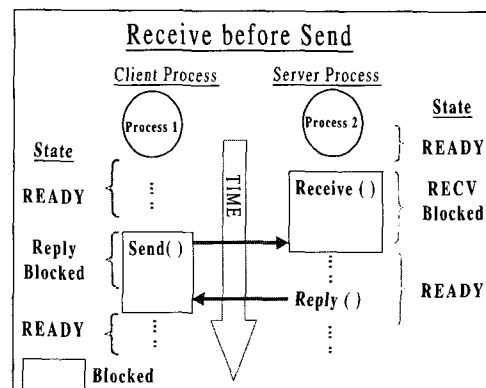 Receive before Send
Client Process
Server Process
Process 1
Process 2
State
State
READY
READY
TIME
Receive ( )
RECV
Blocked
Reply
Blocked
Send( )
Reply ( )
READY
READY
Blocked